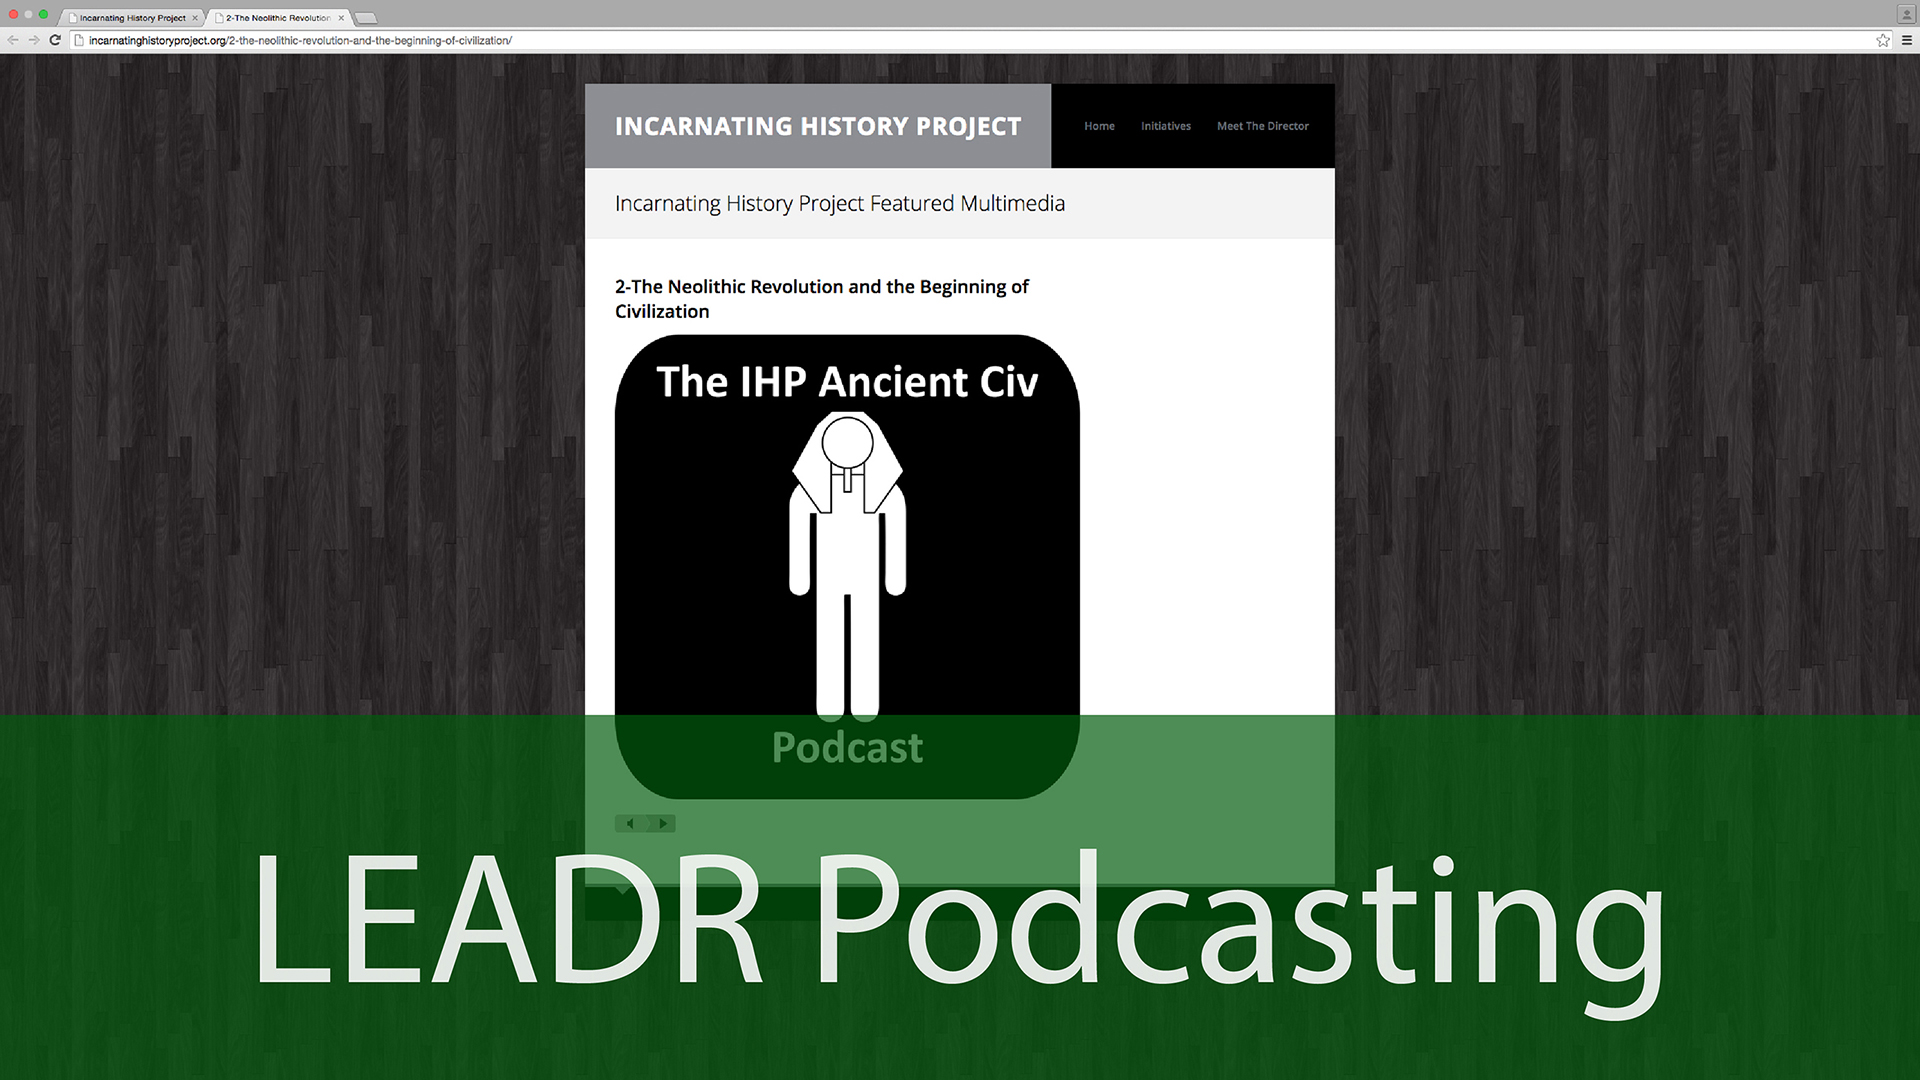 Incarnating History Project
2-The Neolithic Revolution
incarnatinghistoryproject.org/2-the-neolithic-revolution-and-the-beginning-of-civilization/
INCARNATING HISTORY PROJECT
Home Initiatives Meet The Director
Incarnating History Project Featured Multimedia
2-The Neolithic Revolution and the Beginning of
Civilization
The IHP Ancient Civ
Podcast
LEADR Podcasting